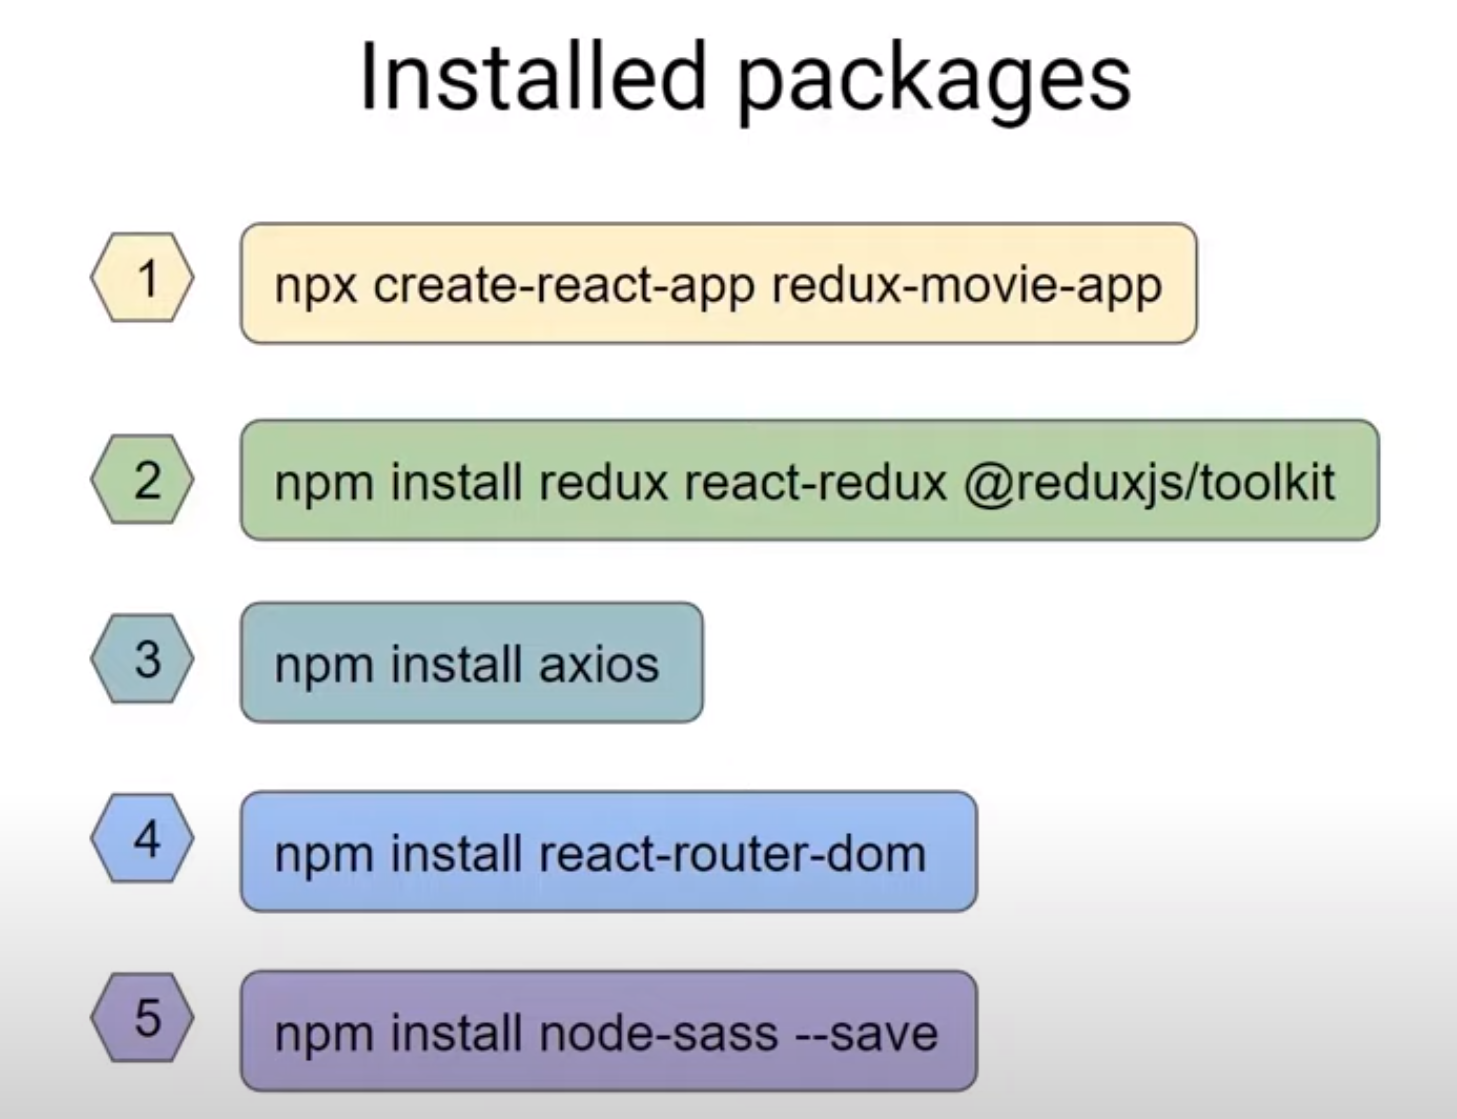 Installed packages
1 npx create-react-app redux-movie-app
2 npm install redux react-redux @reduxjs/toolkit
3 npm install axios
4 npm install react-router-dom
5 npm install node-sass --save